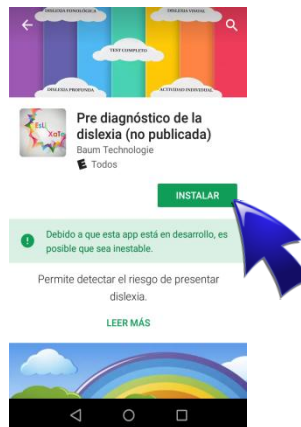 DISLEXIA FONOLÓGICA
DISLEXIA VISUAL
TEST COMPLETO
DISLEXIA PROFUNDA
ACTIVIDAD INDIVIDUAL
EsLi
XaTo
Pre diagnóstico de la
dislexia (no publicada)
Baum Technologie
E Todos
INSTALAR
Debido a que esta app está en desarrollo, es
posible que sea inestable.
Permite detectar el riesgo de presentar
dislexia.
LEER MÁS